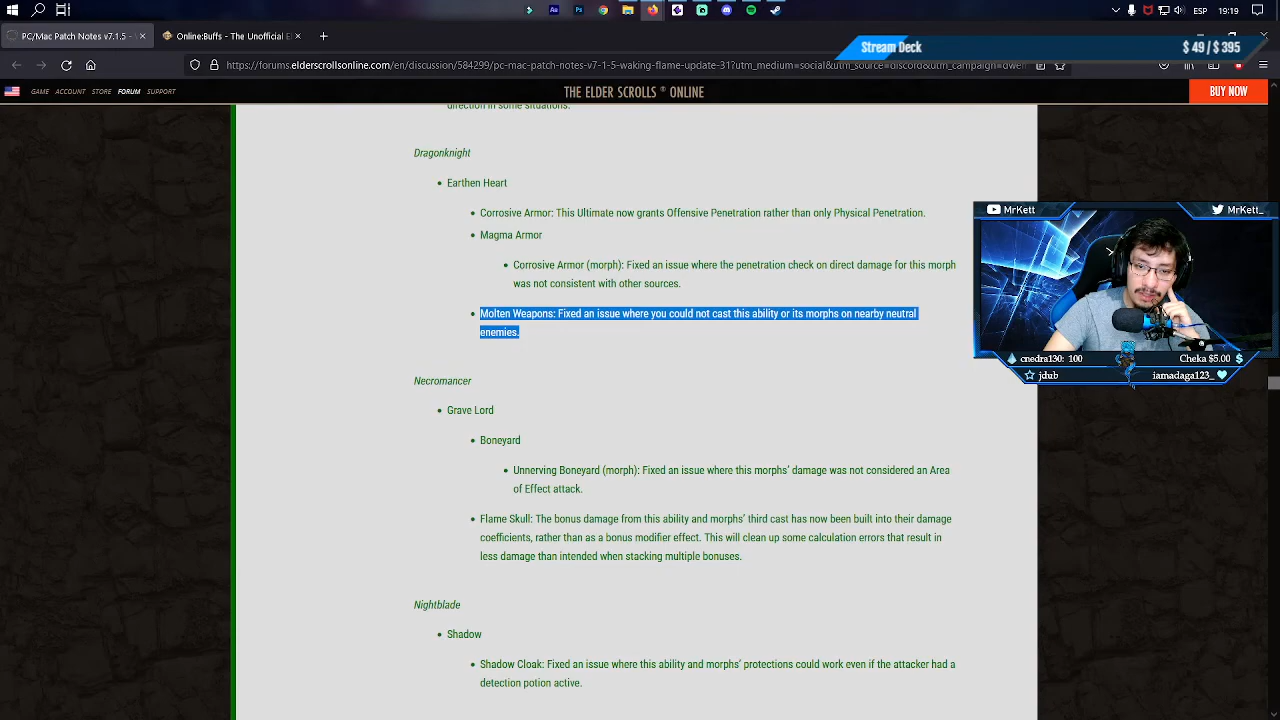 19:19
PC/Mac Patch Notes v7.1.5 -
Online:Buffs - The Unofficial El
Stream Deck
$ 49 / $ 395
https://forums.elderscrollsonline.com/en/discussion/584299/pc-mac-patch-notes-v7-1-5-waking-flame-update-31?utm_medium=social&utm_source=discord&utm_campaign=dwem
GAME ACCOUNT STORE FORUM SUPPORT
THE ELDER SCROLLS ® ONLINE
BUY NOW
direction in some situations.
Dragonknight
Earthen Heart
Corrosive Armor: This Ultimate now grants Offensive Penetration rather than only Physical Penetration.
Magma Armor
Corrosive Armor (morph): Fixed an issue where the penetration check on direct damage for this morph
was not consistent with other sources.
Molten Weapons: Fixed an issue where you could not cast this ability or its morphs on nearby neutral
enemies.
Necromancer
Grave Lord
Boneyard
Unnerving Boneyard (morph): Fixed an issue where this morphs’ damage was not considered an Area
of Effect attack.
Flame Skull: The bonus damage from this ability and morphs’ third cast has now been built into their damage
coefficients, rather than as a bonus modifier effect. This will clean up some calculation errors that result in
less damage than intended when stacking multiple bonuses.
Nightblade
Shadow
Shadow Cloak: Fixed an issue where this ability and morphs’ protections could work even if the attacker had a
detection potion active.
MrKett
MrKett_
cnedra130: 100
Cheka $5.00
jdub
iamadaga123_